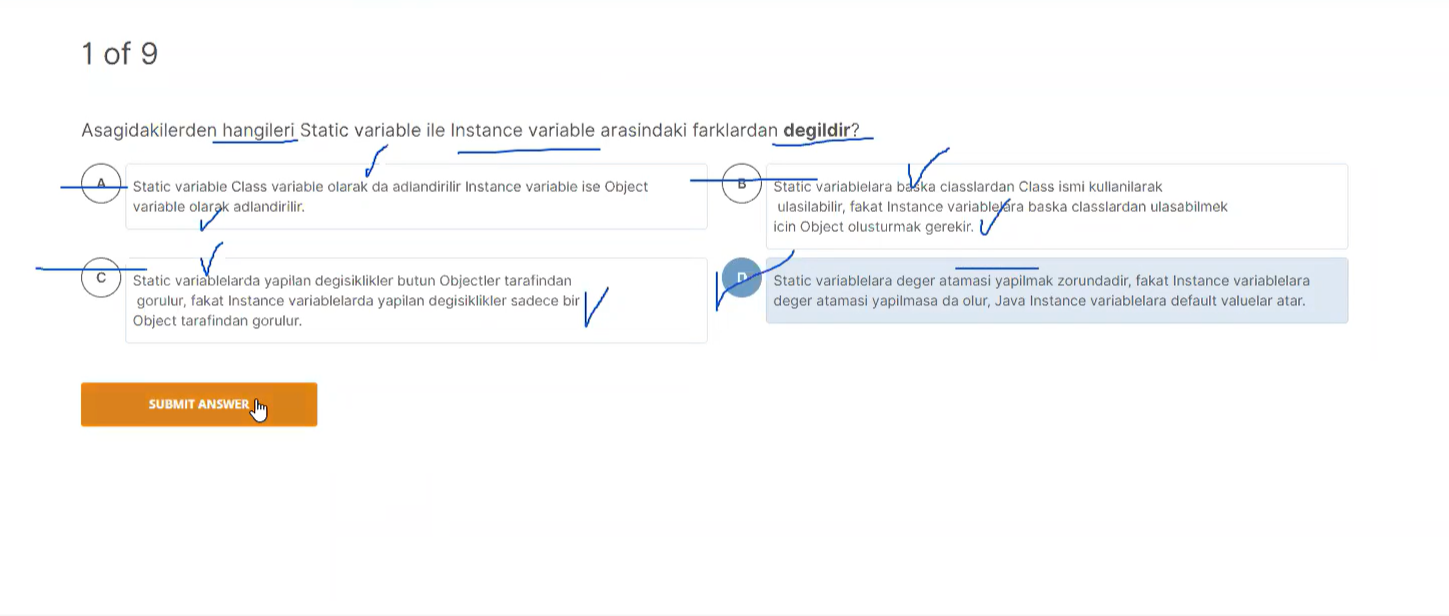 1 of 9
Asagidakilerden hangileri Static variable ile Instance variable arasindaki farklardan degildir?
A
Static variable Class variable olarak da adlandirilir Instance variable ise Object
variable olarak adlandirilir.
B
Static variablelara baska classlardan Class ismi kullanilarak
ulasilabilir, fakat Instance variablelara baska classlardan ulasabilmek
icin Object olusturmak gerekir.
C
Static variablelarda yapilan degisiklikler butun Objectler tarafindan
gorulur, fakat Instance variablelarda yapilan degisiklikler sadece bir
Object tarafindan gorulur.
D
Static variablelara deger atamasi yapilmak zorundadir, fakat Instance variablelara
deger atamasi yapilmasa da olur, Java Instance variablelara default valuelar atar.
SUBMIT ANSWER